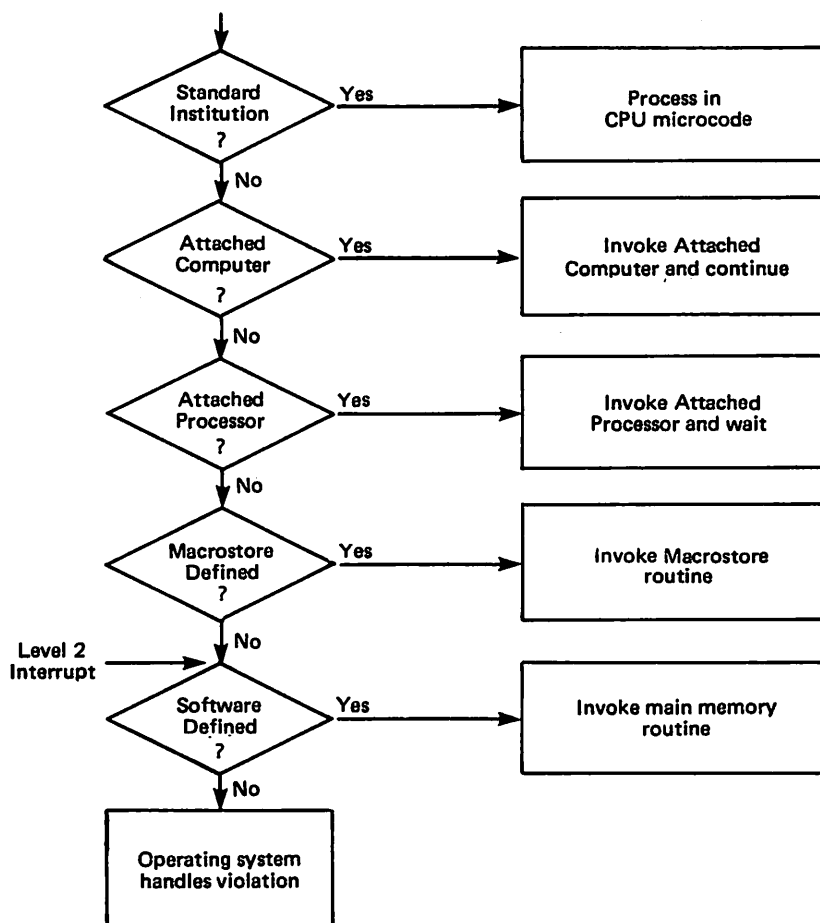 Standard
Institution
?
Yes
Process in
CPU microcode
No
Attached
Computer
?
Yes
Invoke Attached
Computer and continue
No
Attached
Processor
?
Yes
Invoke Attached
Processor and wait
No
Macrostore
Defined
?
Yes
Invoke Macrostore
routine
No
Level 2
Interrupt
Software
Defined
?
Yes
Invoke main memory
routine
No
Operating system
handles violation